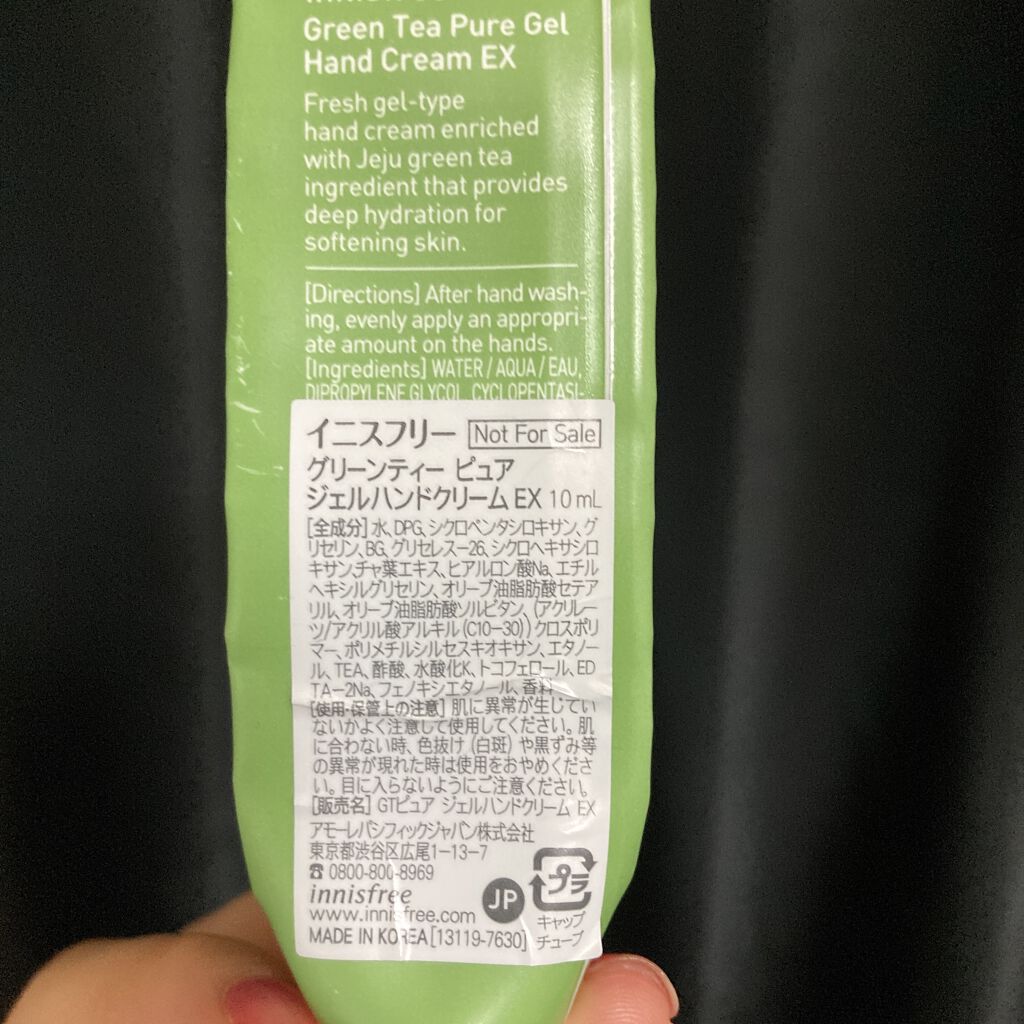 Green Tea Pure Gel
Hand Cream EX
Fresh gel-type
hand cream enriched
with Jeju green tea
ingredient that provides
deep hydration for
softening skin.
[Directions] After hand wash-
ing, evenly apply an appropri-
ate amount on the hands.
[Ingredients] WATER / AQUA / EAU,
DIPROPYLENE GLYCOL, CYCLOPENTASI-
イニスフリー Not For Sale
グリーンティー ピュア
ジェルハンドクリーム EX 10 mL
[全成分] 水、DPG、シクロペンタシロキサン、グ
リセリン、BG、グリセレス-26、シクロヘキサシロ
キサン、チャ葉エキス、ヒアルロン酸Na、エチル
ヘキシルグリセリン、オリーブ油脂肪酸セテア
リル、オリーブ油脂肪酸ソルビタン、(アクリレー
ツ/アクリル酸アルキル(C10-30))クロスポリ
マー、ポリメチルシルセスキオキサン、エタノー
ル、TEA、酢酸、水酸化K、トコフェロール、ED
TA-2Na、フェノキシエタノール、香料
[使用・保管上の注意] 肌に異常が生じてい
ないかよく注意して使用してください。肌
に合わない時、色抜け(白斑)や黒ずみ等
の異常が現れた時は使用をおやめくださ
い。目に入らないようにご注意ください。
[販売名] GTピュア ジェルハンドクリーム EX
アモーレパシフィックジャパン株式会社
東京都渋谷区広尾1-13-7
☎ 0800-800-8969
innisfree
www.innisfree.com
JP
プラ
キャップ
チューブ
MADE IN KOREA [13119-7630]